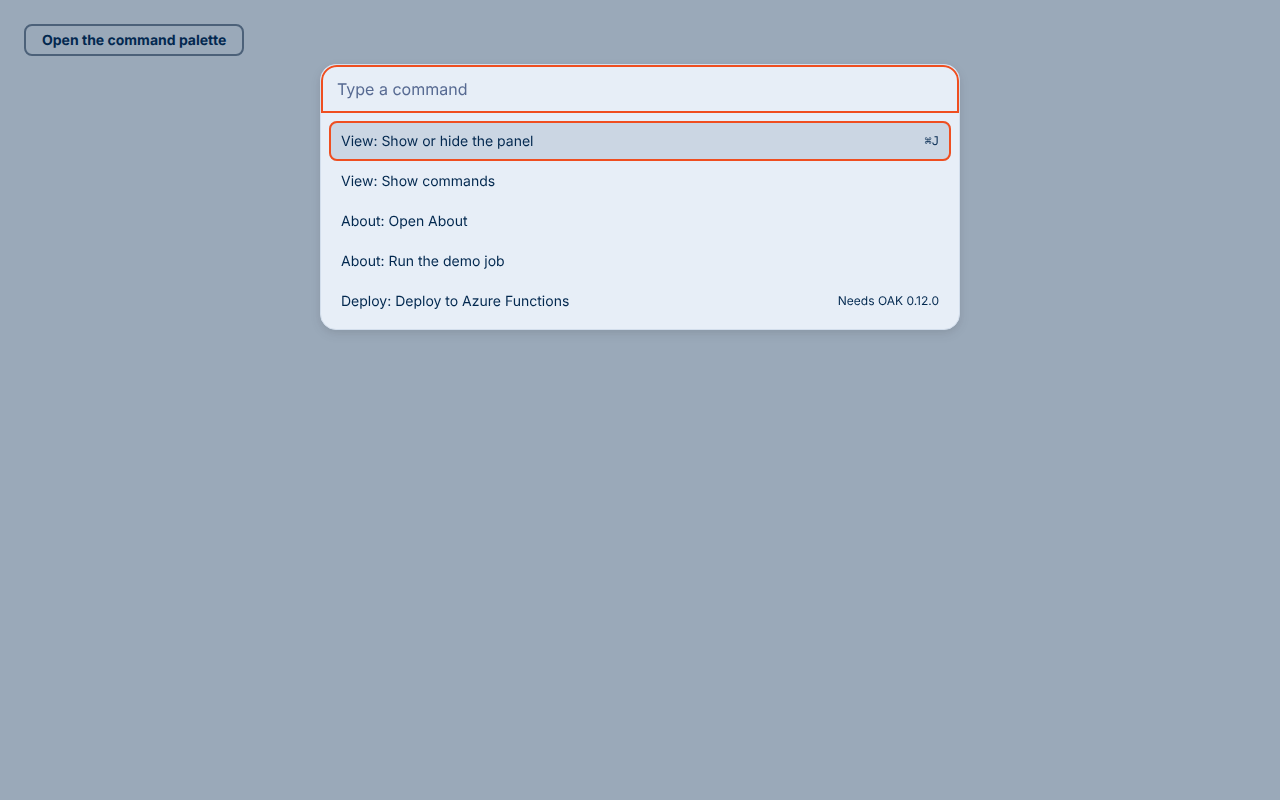 Open the command palette
Type a command
View: Show or hide the panel ⌘J
View: Show commands
About: Open About
About: Run the demo job
Deploy: Deploy to Azure Functions Needs OAK 0.12.0